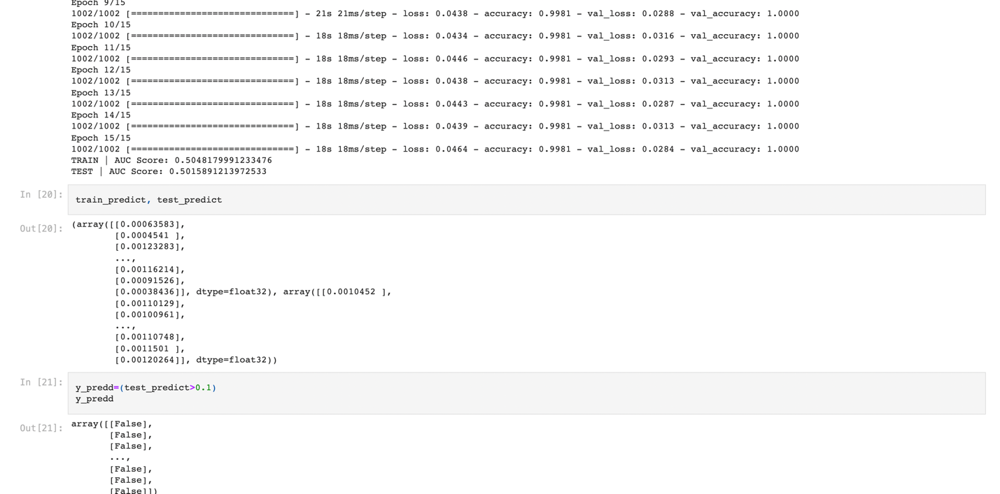 Epoch 9/15
1002/1002 [==============================] - 21s 21ms/step - loss: 0.0438 - accuracy: 0.9981 - val_loss: 0.0288 - val_accuracy: 1.0000
Epoch 10/15
1002/1002 [==============================] - 18s 18ms/step - loss: 0.0434 - accuracy: 0.9981 - val_loss: 0.0316 - val_accuracy: 1.0000
Epoch 11/15
1002/1002 [==============================] - 18s 18ms/step - loss: 0.0446 - accuracy: 0.9981 - val_loss: 0.0293 - val_accuracy: 1.0000
Epoch 12/15
1002/1002 [==============================] - 18s 18ms/step - loss: 0.0438 - accuracy: 0.9981 - val_loss: 0.0313 - val_accuracy: 1.0000
Epoch 13/15
1002/1002 [==============================] - 18s 18ms/step - loss: 0.0443 - accuracy: 0.9981 - val_loss: 0.0287 - val_accuracy: 1.0000
Epoch 14/15
1002/1002 [==============================] - 18s 18ms/step - loss: 0.0439 - accuracy: 0.9981 - val_loss: 0.0313 - val_accuracy: 1.0000
Epoch 15/15
1002/1002 [==============================] - 18s 18ms/step - loss: 0.0464 - accuracy: 0.9981 - val_loss: 0.0284 - val_accuracy: 1.0000
TRAIN | AUC Score: 0.5048179991233476
TEST | AUC Score: 0.5015891213972533
In [20]: train_predict, test_predict
Out[20]: (array([[0.00063583],
[0.0004541 ],
[0.00123283],
...,
[0.00116214],
[0.00091526],
[0.00038436]], dtype=float32), array([[0.0010452 ],
[0.00110129],
[0.00100961],
...,
[0.00110748],
[0.0011501 ],
[0.00120264]], dtype=float32))
In [21]: y_predd=(test_predict>0.1)
y_predd
Out[21]: array([[False],
[False],
[False],
...,
[False],
[False],
[False]])